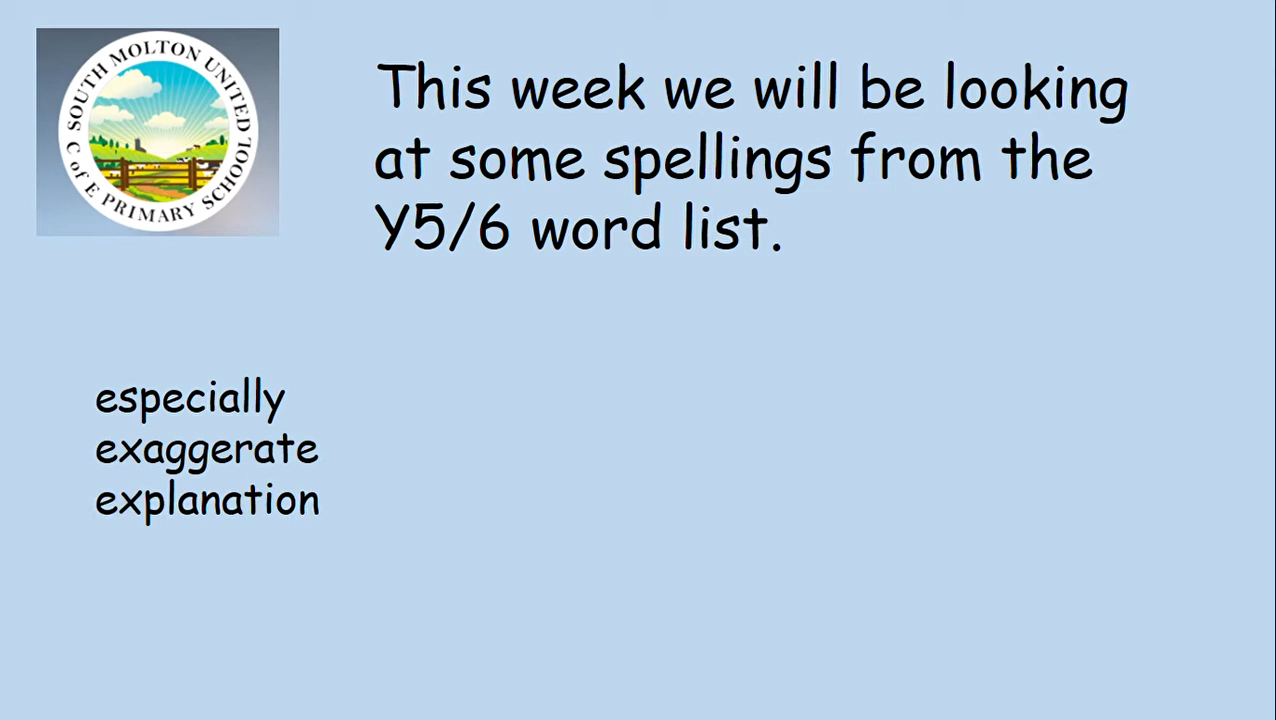 SOUTH MOLTON UNITED
C of E PRIMARY SCHOOL
This week we will be looking
at some spellings from the
Y5/6 word list.
especially
exaggerate
explanation